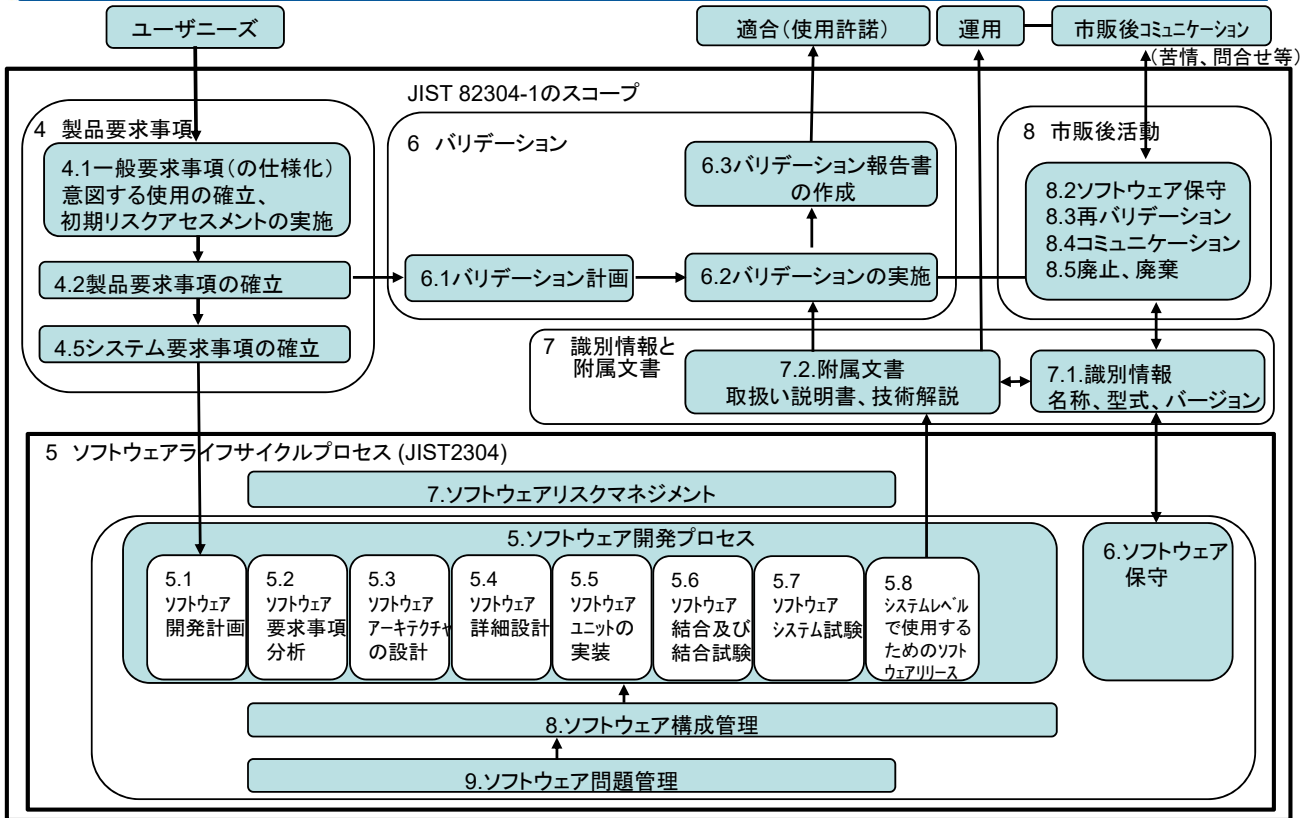 ユーザニーズ
適合(使用許諾)
運用
市販後コミュニケーション
(苦情、問合せ等)
JIST 82304-1のスコープ
4 製品要求事項
4.1一般要求事項(の仕様化)
意図する使用の確立、
初期リスクアセスメントの実施
4.2製品要求事項の確立
4.5システム要求事項の確立
6 バリデーション
6.3バリデーション報告書
の作成
6.1バリデーション計画
6.2バリデーションの実施
8 市販後活動
8.2ソフトウェア保守
8.3再バリデーション
8.4コミュニケーション
8.5廃止、廃棄
7 識別情報と
附属文書
7.2.附属文書
取扱い説明書、技術解説
7.1.識別情報
名称、型式、バージョン
5 ソフトウェアライフサイクルプロセス (JIST2304)
7.ソフトウェアリスクマネジメント
5.ソフトウェア開発プロセス
5.1
ソフトウェア
開発計画
5.2
ソフトウェア
要求事項
分析
5.3
ソフトウェア
アーキテクチャ
の設計
5.4
ソフトウェア
詳細設計
5.5
ソフトウェア
ユニットの
実装
5.6
ソフトウェア
結合及び
結合試験
5.7
ソフトウェア
システム試験
5.8
システムレベル
で使用する
ためのソフト
ウェアリリース
6.ソフトウェア
保守
8.ソフトウェア構成管理
9.ソフトウェア問題管理